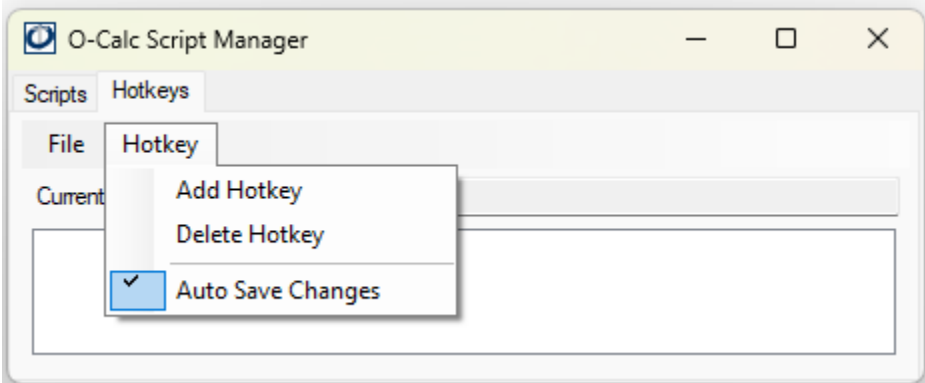 O-Calc Script Manager
Scripts Hotkeys
File Hotkey
Current
Add Hotkey
Delete Hotkey
Auto Save Changes